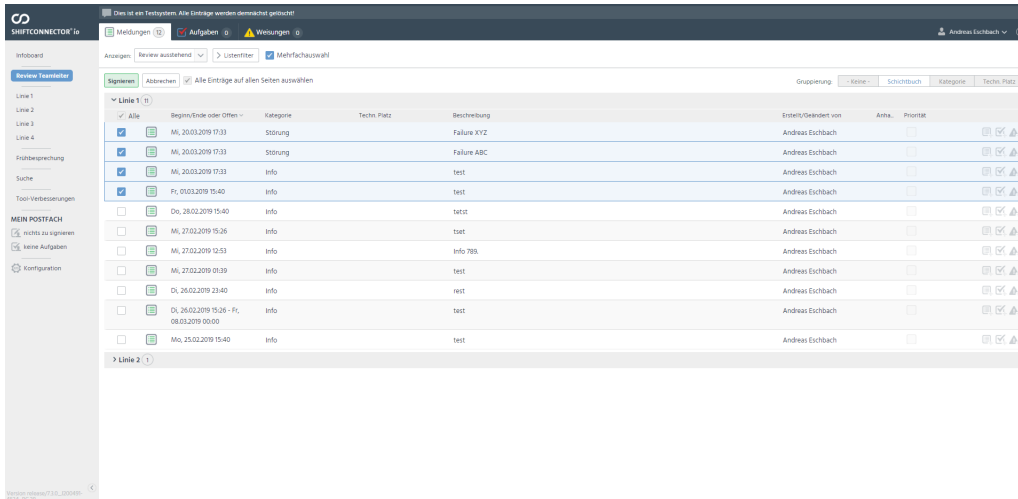 Dies ist ein Testsystem. Alle Einträge werden demnächst gelöscht!
SHIFTCONNECTOR® io
Meldungen 12 Aufgaben 0 Weisungen 0 Andreas Eschbach
Infoboard
Review Teamleiter
Linie 1
Linie 2
Linie 3
Linie 4
Frühbesprechung
Suche
Tool-Verbesserungen
MEIN POSTFACH
nichts zu signieren
keine Aufgaben
Konfiguration
Anzeigen: Review ausstehend > Listenfilter Mehrfachauswahl
Signieren Abbrechen Alle Einträge auf allen Seiten auswählen Gruppierung: - Keine - Schichtbuch Kategorie Techn. Platz
Linie 1 11
Alle Beginn/Ende oder Offen Kategorie Techn. Platz Beschreibung Erstellt/Geändert von Anha... Priorität
Mi, 20.03.2019 17:33 Störung Failure XYZ Andreas Eschbach
Mi, 20.03.2019 17:33 Störung Failure ABC Andreas Eschbach
Mi, 20.03.2019 17:33 Info test Andreas Eschbach
Fr, 01.03.2019 15:40 Info test Andreas Eschbach
Do, 28.02.2019 15:40 Info tetst Andreas Eschbach
Mi, 27.02.2019 15:26 Info tset Andreas Eschbach
Mi, 27.02.2019 12:53 Info Info 789. Andreas Eschbach
Mi, 27.02.2019 01:39 Info test Andreas Eschbach
Di, 26.02.2019 23:40 Info rest Andreas Eschbach
Di, 26.02.2019 15:26 - Fr, Info test Andreas Eschbach
08.03.2019 00:00
Mo, 25.02.2019 15:40 Info test Andreas Eschbach
> Linie 2 1